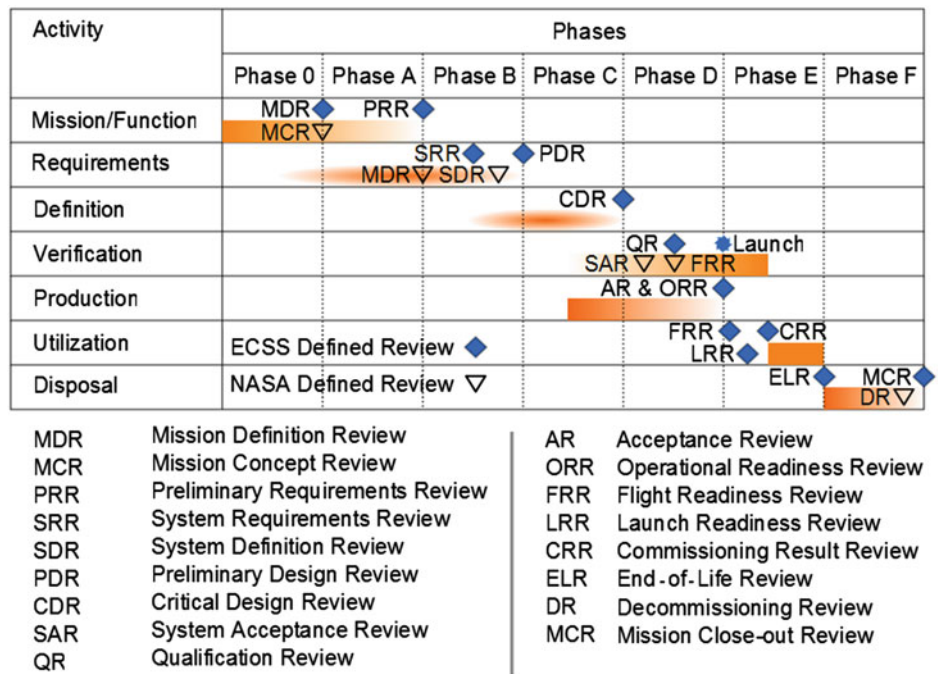 Activity Phases
Phase 0 Phase A Phase B Phase C Phase D Phase E Phase F
Mission/Function MDR PRR
MCR
Requirements SRR PDR
MDR SDR
Definition CDR
Verification QR Launch
SAR FRR
Production AR & ORR
Utilization FRR CRR
ECSS Defined Review LRR
Disposal NASA Defined Review ELR MCR
DR
MDR Mission Definition Review
MCR Mission Concept Review
PRR Preliminary Requirements Review
SRR System Requirements Review
SDR System Definition Review
PDR Preliminary Design Review
CDR Critical Design Review
SAR System Acceptance Review
QR Qualification Review
AR Acceptance Review
ORR Operational Readiness Review
FRR Flight Readiness Review
LRR Launch Readiness Review
CRR Commissioning Result Review
ELR End-of-Life Review
DR Decommissioning Review
MCR Mission Close-out Review